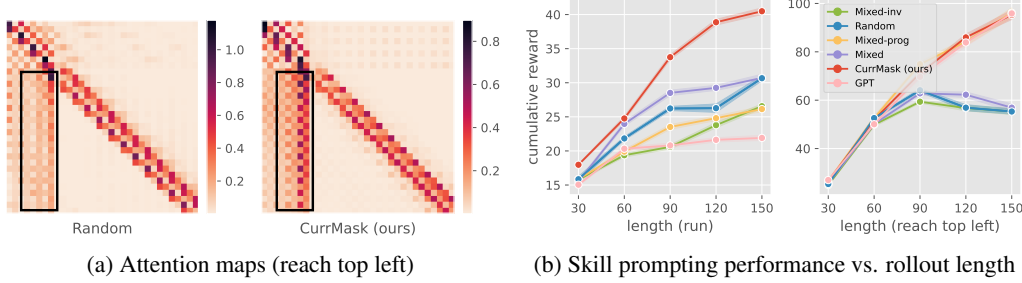 1.0
0.8
0.6
0.4
0.2
Random
0.8
0.6
0.4
0.2
CurrMask (ours)
(a) Attention maps (reach top left)
cumulative reward
40
35
30
25
20
15
30 60 90 120 150
length (run)
100
80
60
40
Mixed-inv
Random
Mixed-prog
Mixed
CurrMask (ours)
GPT
30 60 90 120 150
length (reach top left)
(b) Skill prompting performance vs. rollout length